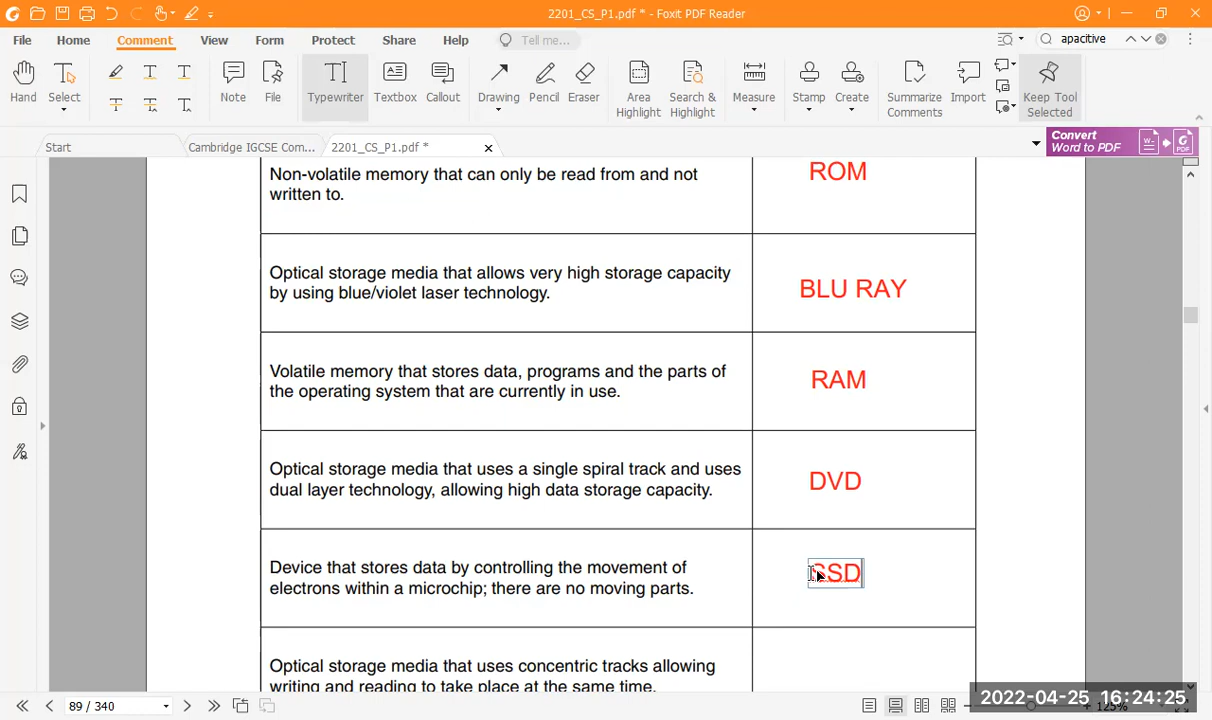 2201_CS_P1.pdf * - Foxit PDF Reader
File Home Comment View Form Protect Share Help Tell me... apacitive
Hand Select Note File Typewriter Textbox Callout Drawing Pencil Eraser Area Highlight Search & Highlight Measure Stamp Create Summarize Comments Import Keep Tool Selected
Start Cambridge IGCSE Com... 2201_CS_P1.pdf * Convert Word to PDF
Non-volatile memory that can only be read from and not
written to.
ROM
Optical storage media that allows very high storage capacity
by using blue/violet laser technology.
BLU RAY
Volatile memory that stores data, programs and the parts of
the operating system that are currently in use.
RAM
Optical storage media that uses a single spiral track and uses
dual layer technology, allowing high data storage capacity.
DVD
Device that stores data by controlling the movement of
electrons within a microchip; there are no moving parts.
SSD
Optical storage media that uses concentric tracks allowing
writing and reading to take place at the same time.
89 / 340
2022-04-25 16:24:25